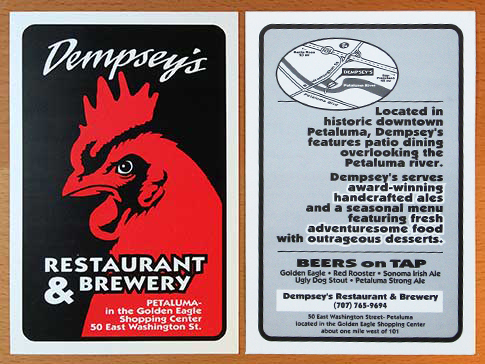 Dempsey's
RESTAURANT
& BREWERY
PETALUMA-
in the Golden Eagle
Shopping Center
50 East Washington St.
DEMPSEY'S
Petaluma River
Located in
historic downtown
Petaluma, Dempsey's
features patio dining
overlooking the
Petaluma river.
Dempsey's serves
award-winning
handcrafted ales
and a seasonal menu
featuring fresh
adventuresome food
with outrageous desserts.
BEERS on TAP
Golden Eagle • Red Rooster • Sonoma Irish Ale
Ugly Dog Stout • Petaluma Strong Ale
Dempsey's Restaurant & Brewery
(707) 765-9694
50 East Washington Street- Petaluma
located in the Golden Eagle Shopping Center
about one mile west of 101